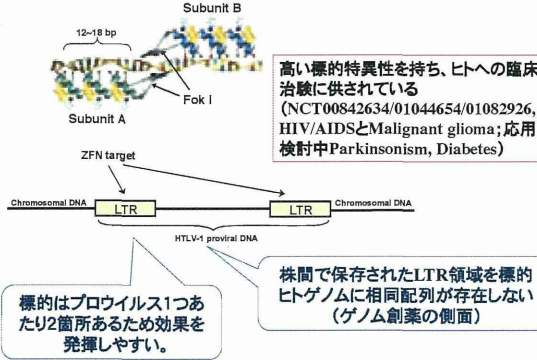 Subunit B
12~18 bp
Fok I
Subunit A
高い標的特異性を持ち、ヒトへの臨床
治験に供されている
(NCT00842634/01044654/01082926,
HIV/AIDSとMalignant glioma;応用
検討中Parkinsonism, Diabetes)
ZFN target
Chromosomal DNA
LTR
LTR
Chromosomal DNA
HTLV-1 proviral DNA
標的はプロウイルス1つあ
たり2箇所あるため効果を
発揮しやすい。
株間で保存されたLTR領域を標的
ヒトゲノムに相同配列が存在しない
(ゲノム創薬の側面)